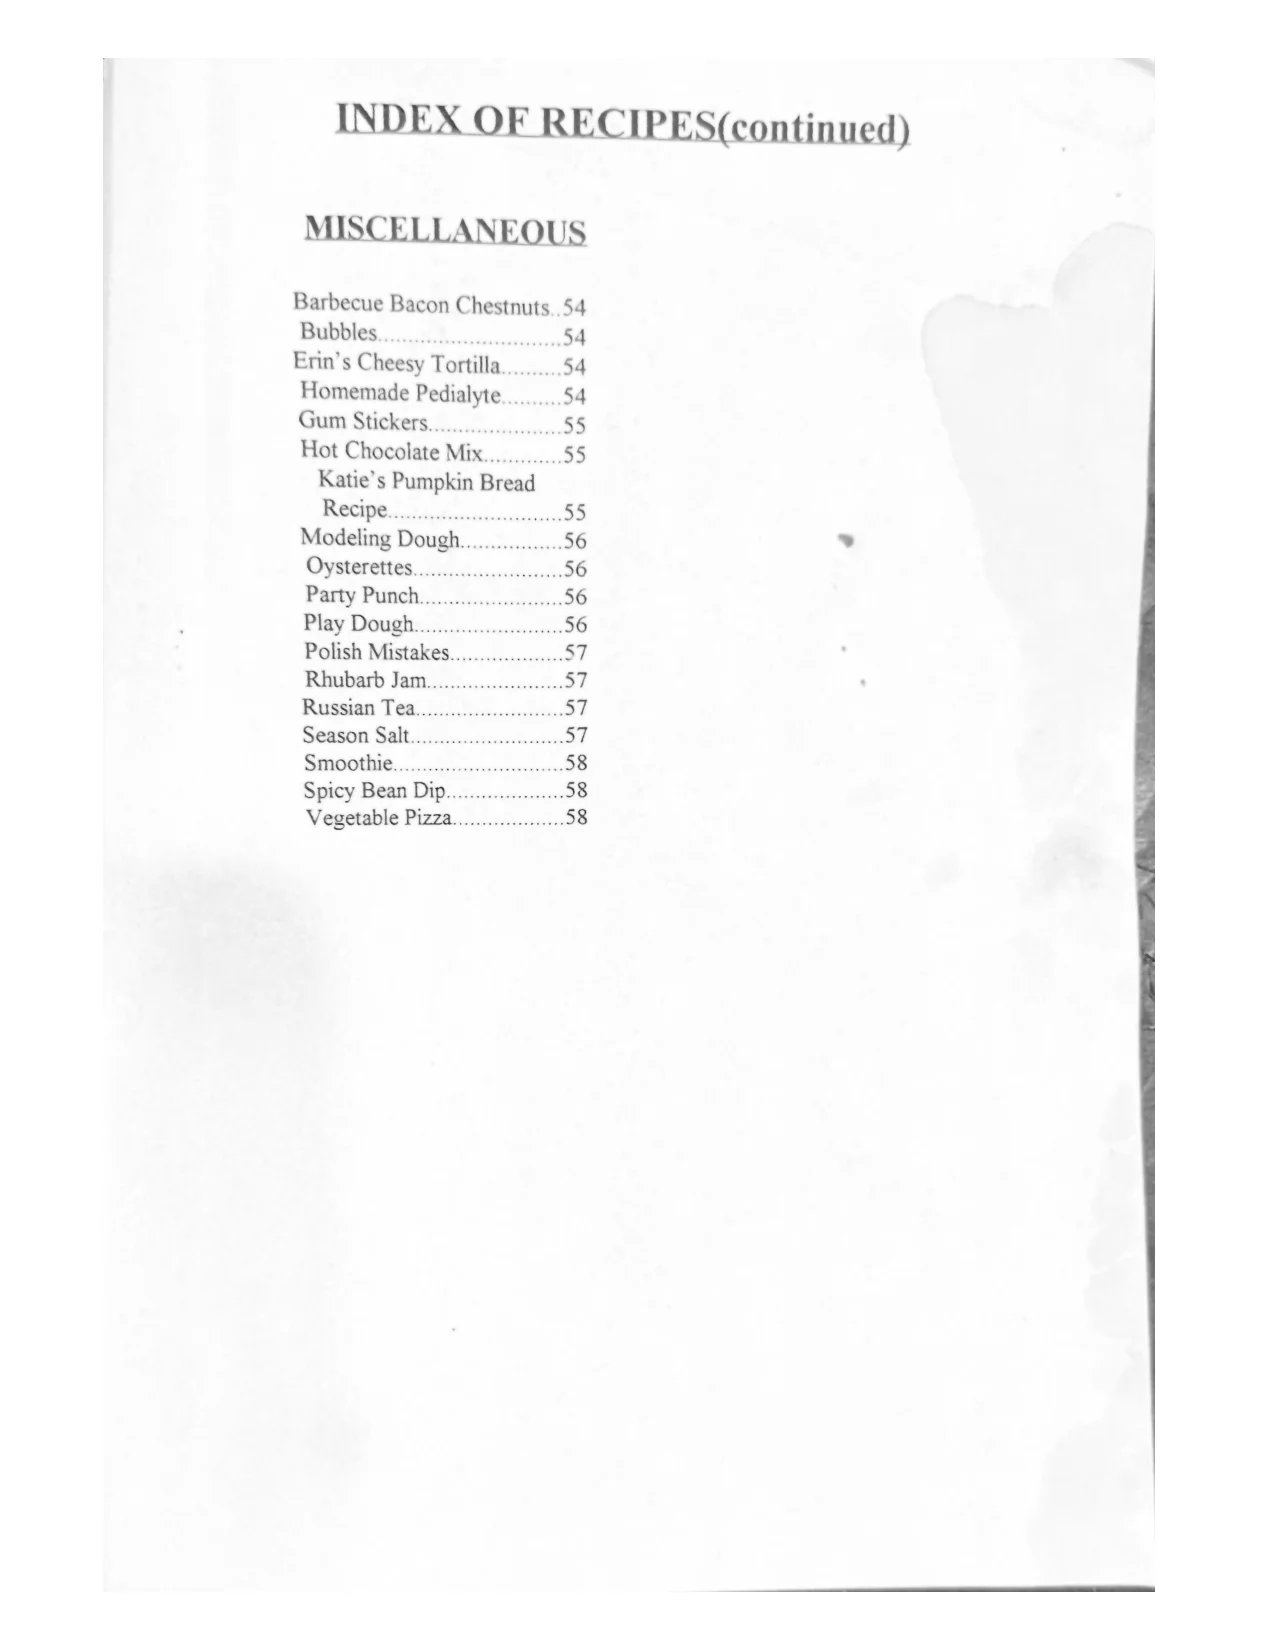 INDEX OF RECIPES(continued)
MISCELLANEOUS
Barbecue Bacon Chestnuts..54
Bubbles...............................54
Erin's Cheesy Tortilla..........54
Homemade Pedialyte..........54
Gum Stickers.......................55
Hot Chocolate Mix.............55
Katie's Pumpkin Bread
Recipe..............................55
Modeling Dough.................56
Oysterettes.........................56
Party Punch........................56
Play Dough.........................56
Polish Mistakes...................57
Rhubarb Jam.......................57
Russian Tea.........................57
Season Salt..........................57
Smoothie.............................58
Spicy Bean Dip....................58
Vegetable Pizza...................58